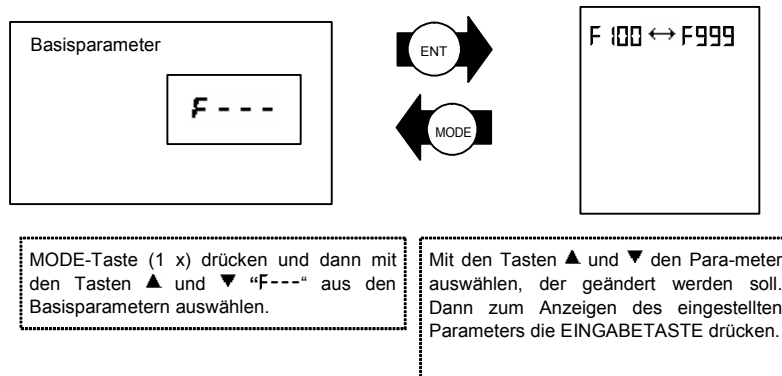 Basisparameter
F - - -
ENT
MODE
F 100 ↔ F999
MODE-Taste (1 x) drücken und dann mit
den Tasten ▲ und ▼ “F---“ aus den
Basisparametern auswählen.
Mit den Tasten ▲ und ▼ den Para-meter
auswählen, der geändert werden soll.
Dann zum Anzeigen des eingestellten
Parameters die EINGABETASTE drücken.